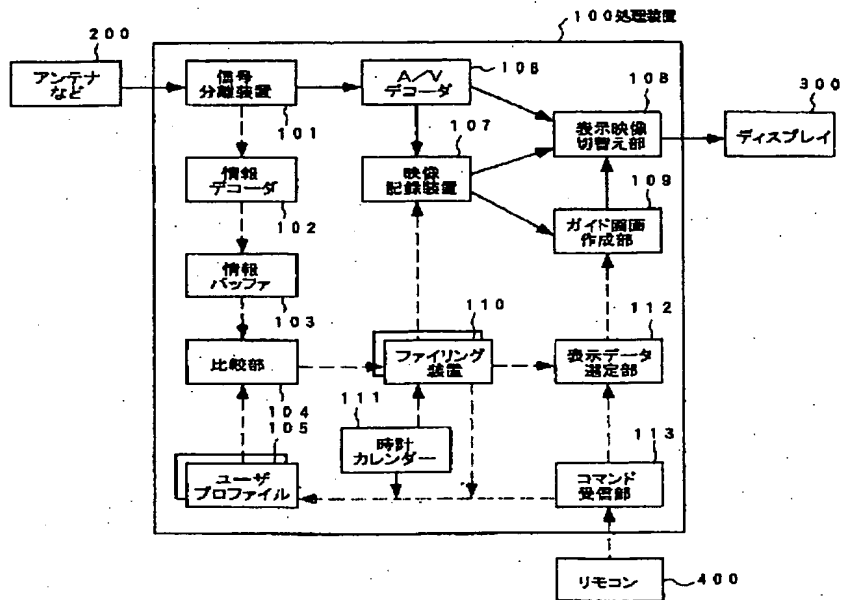 100処理装置
200
アンテナ
など
信号
分離装置
101
A/V
デコーダ
106
107
108
表示映像
切替え部
300
ディスプレイ
情報
デコーダ
102
映像
記録装置
109
ガイド画面
作成部
情報
バッファ
103
110
112
比較部
104
105
ファイリング
装置
表示データ
選定部
111
時計
カレンダー
113
ユーザ
プロファイル
コマンド
受信部
リモコン
400